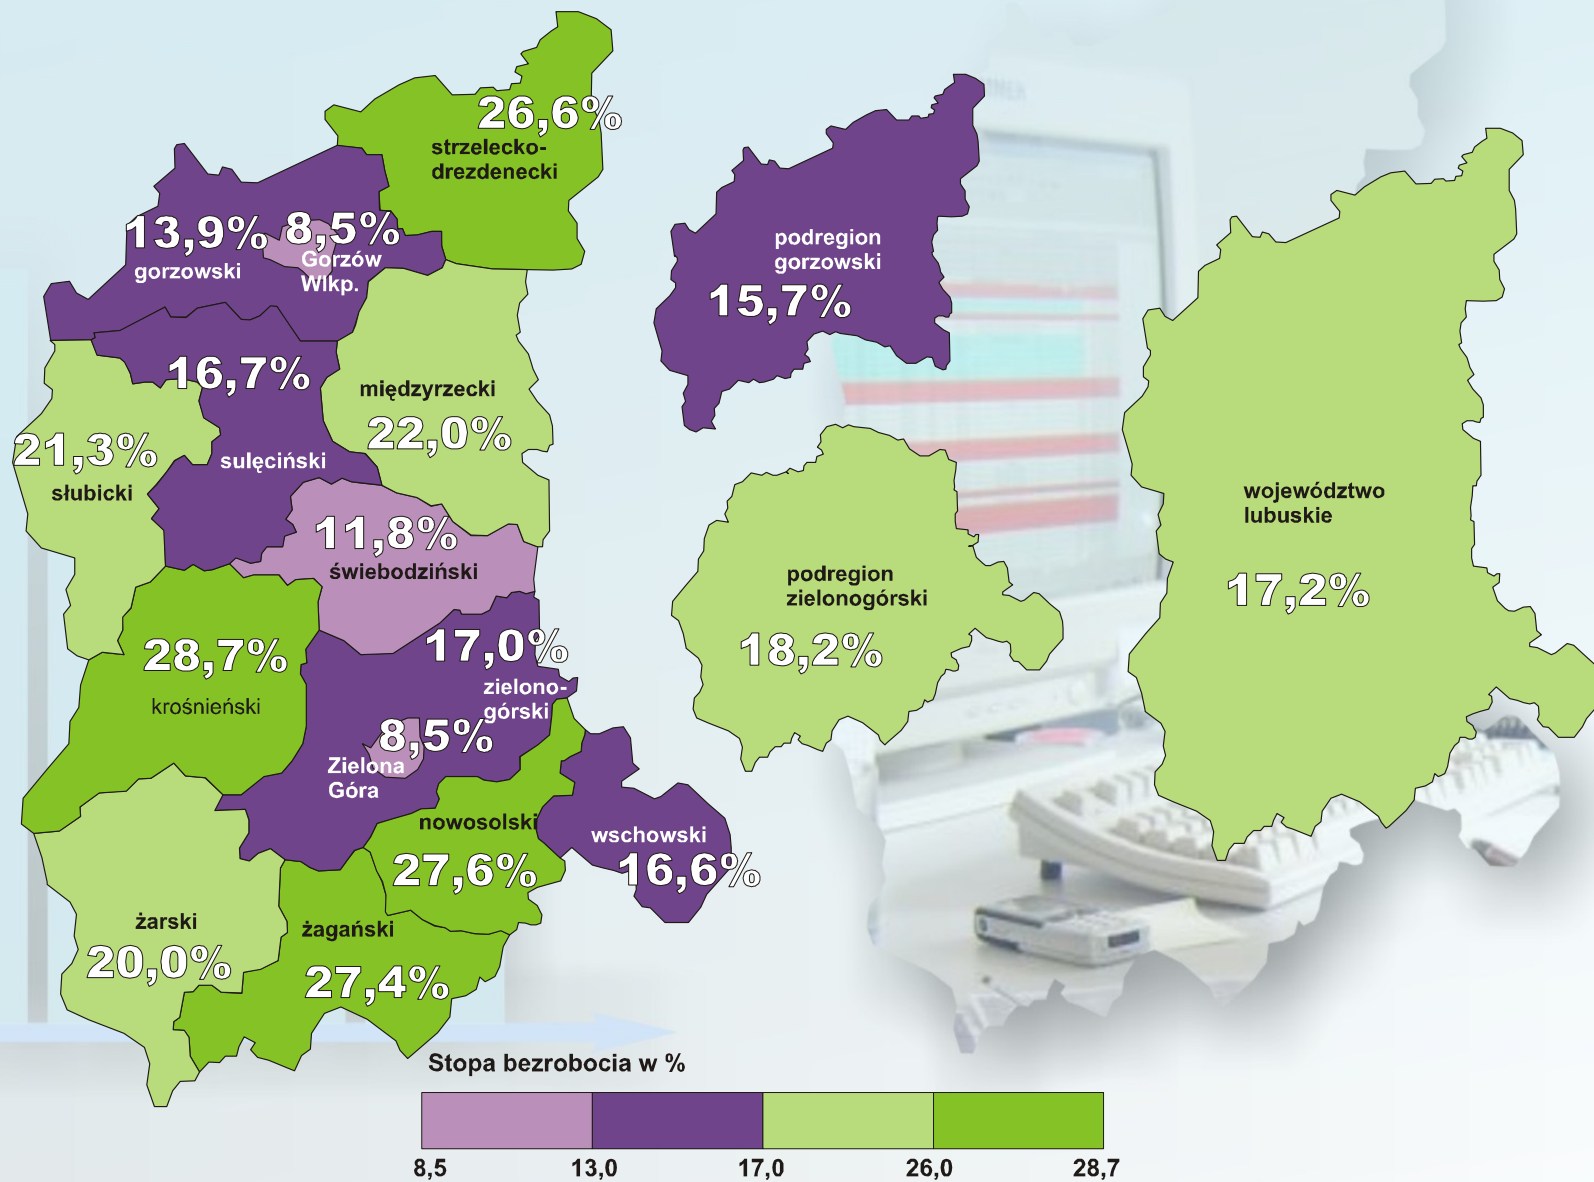 26,6%
strzelecko-
drezdenecki
13,9%
gorzowski
8,5%
Gorzów
Wlkp.
16,7%
sulęciński
międzyrzecki
22,0%
21,3%
słubicki
11,8%
świebodziński
28,7%
krośnieński
17,0%
zielono-
górski
8,5%
Zielona
Góra
nowosolski
27,6%
wschowski
16,6%
żarski
20,0%
żagański
27,4%
podregion
gorzowski
15,7%
podregion
zielonogórski
18,2%
województwo
lubuskie
17,2%
Stopa bezrobocia w %
8,5 13,0 17,0 26,0 28,7